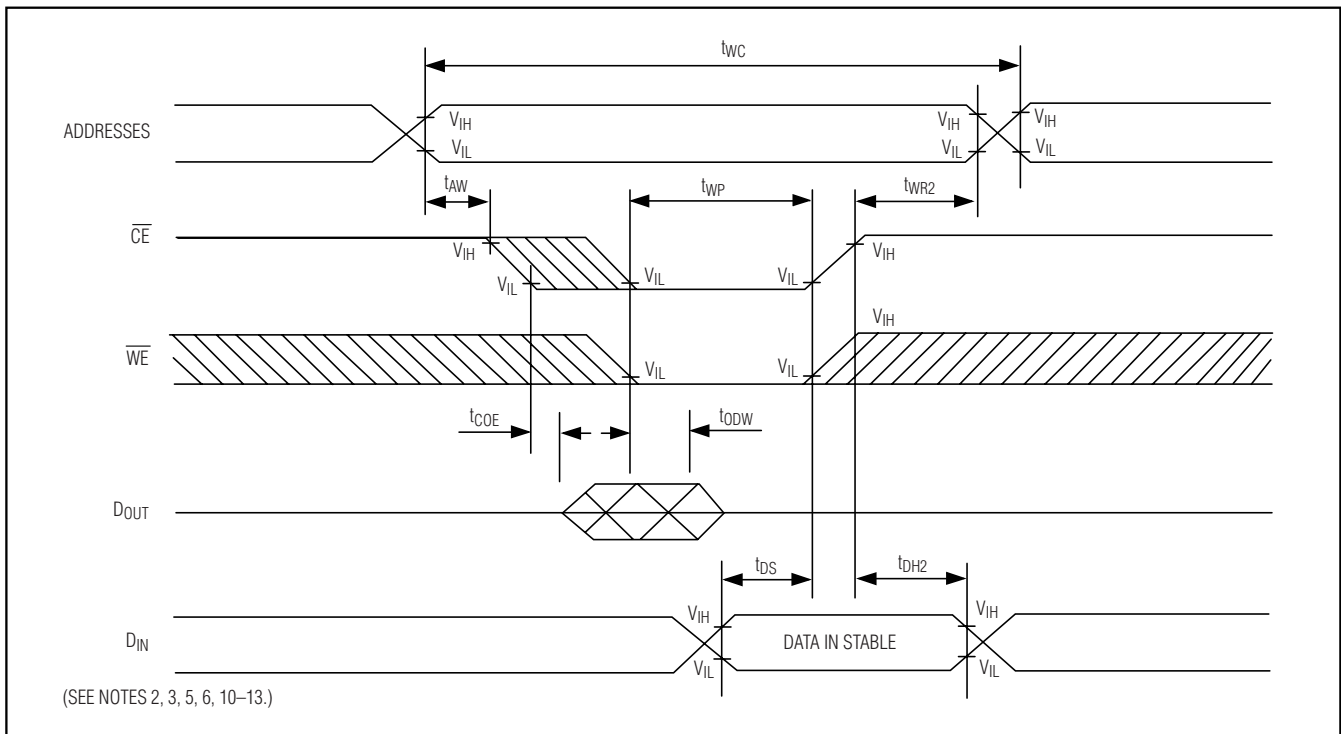 tWC
ADDRESSES
VIH
VIL
VIH
VIL
VIH
VIL
tAW
tWP
tWR2
CE
VIH
VIL
VIL
VIL
VIH
WE
VIL
VIL
VIH
tCOE
tODW
DOUT
tDS
tDH2
DIN
VIH
VIL
DATA IN STABLE
VIH
VIL
(SEE NOTES 2, 3, 5, 6, 10–13.)